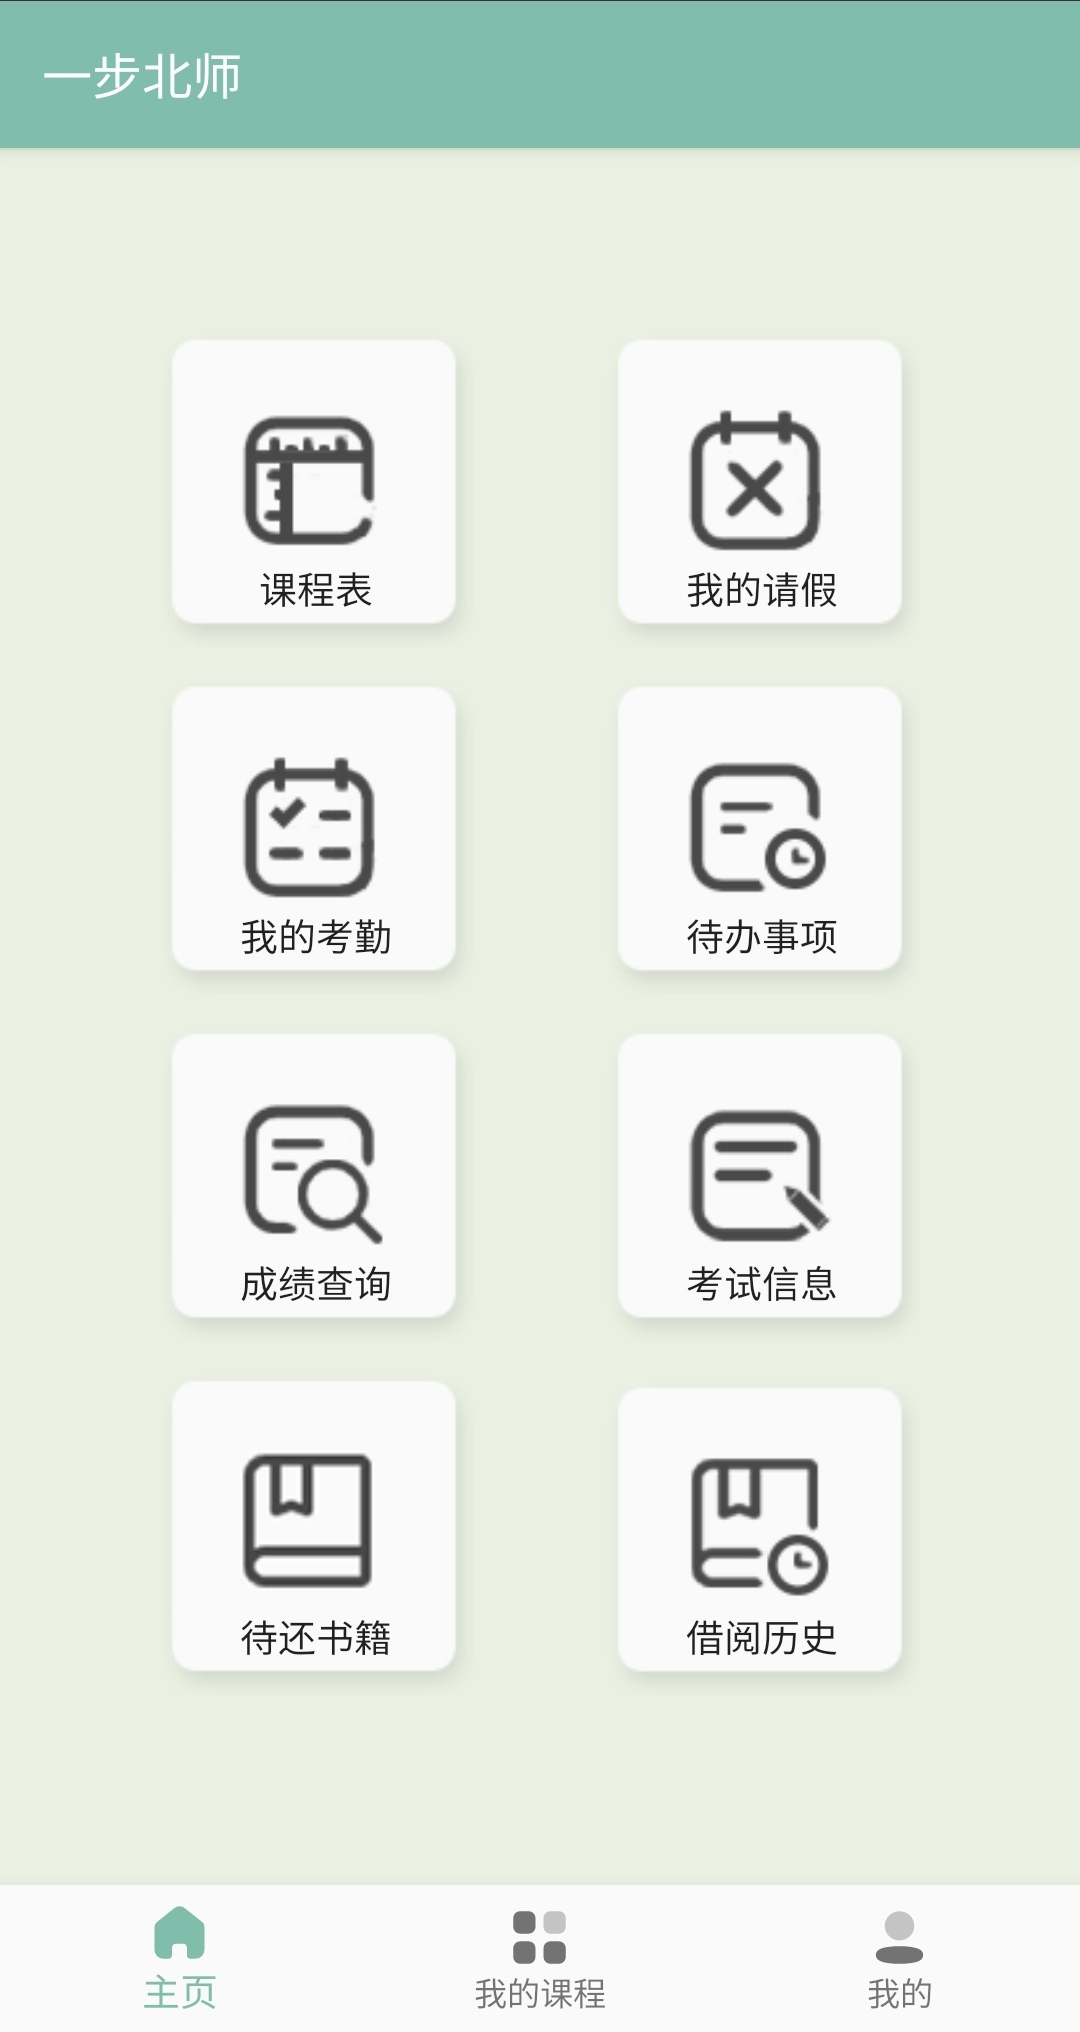 一步北师
课程表
我的请假
我的考勤
待办事项
成绩查询
考试信息
待还书籍
借阅历史
主页
我的课程
我的